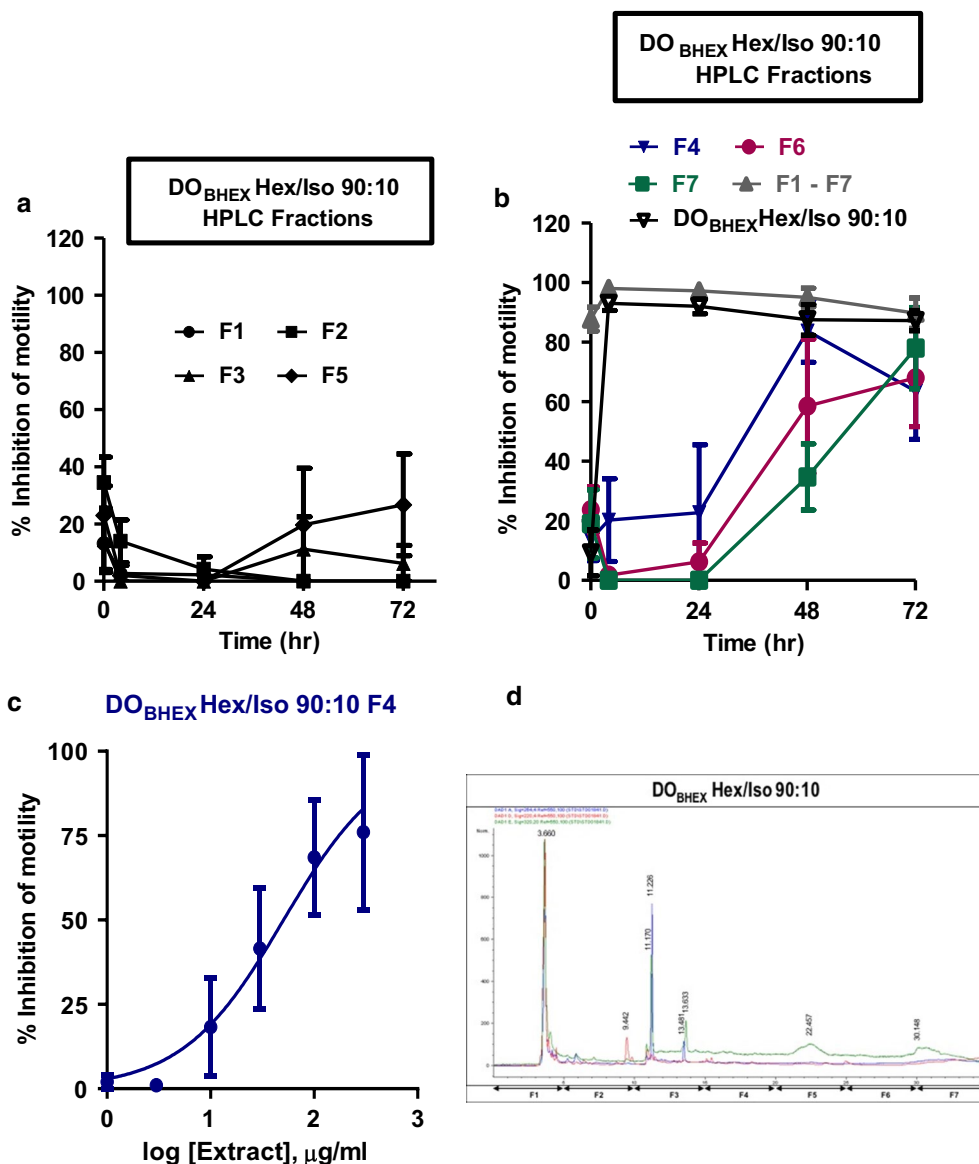 a
DO BHEX Hex/Iso 90:10
HPLC Fractions
% Inhibition of motility
120
100
80
60
40
20
0
F1
F2
F3
F5
0
24
48
72
Time (hr)
b
DO BHEX Hex/Iso 90:10
HPLC Fractions
F4
F6
F7
F1 - F7
DO BHEX Hex/Iso 90:10
% Inhibition of motility
120
100
80
60
40
20
0
0
24
48
72
Time (hr)
c
DO BHEX Hex/Iso 90:10 F4
% Inhibition of motility
100
75
50
25
0
0
1
2
3
log [Extract], μg/ml
d
DO BHEX Hex/Iso 90:10
3.660
9.442
11.170
11.226
13.481
13.633
22.457
30.148
F1
F2
F3
F4
F5
F6
F7